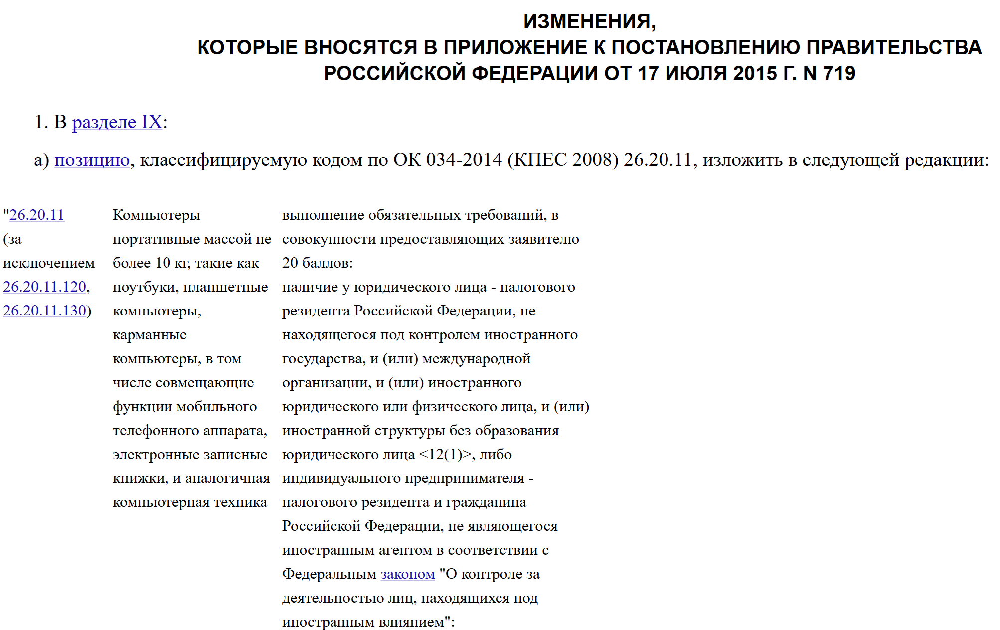 ИЗМЕНЕНИЯ,
КОТОРЫЕ ВНОСЯТСЯ В ПРИЛОЖЕНИЕ К ПОСТАНОВЛЕНИЮ ПРАВИТЕЛЬСТВА
РОССИЙСКОЙ ФЕДЕРАЦИИ ОТ 17 ИЮЛЯ 2015 Г. N 719
1. В разделе IX:
а) позицию, классифицируемую кодом по ОК 034-2014 (КПЕС 2008) 26.20.11, изложить в следующей редакции:
"26.20.11
(за
исключением
26.20.11.120,
26.20.11.130)
Компьютеры
портативные массой не
более 10 кг, такие как
ноутбуки, планшетные
компьютеры,
карманные
компьютеры, в том
числе совмещающие
функции мобильного
телефонного аппарата,
электронные записные
книжки, и аналогичная
компьютерная техника
выполнение обязательных требований, в
совокупности предоставляющих заявителю
20 баллов:
наличие у юридического лица - налогового
резидента Российской Федерации, не
находящегося под контролем иностранного
государства, и (или) международной
организации, и (или) иностранного
юридического или физического лица, и (или)
иностранной структуры без образования
юридического лица <12(1)>, либо
индивидуального предпринимателя -
налогового резидента и гражданина
Российской Федерации, не являющегося
иностранным агентом в соответствии с
Федеральным законом "О контроле за
деятельностью лиц, находящихся под
иностранным влиянием":